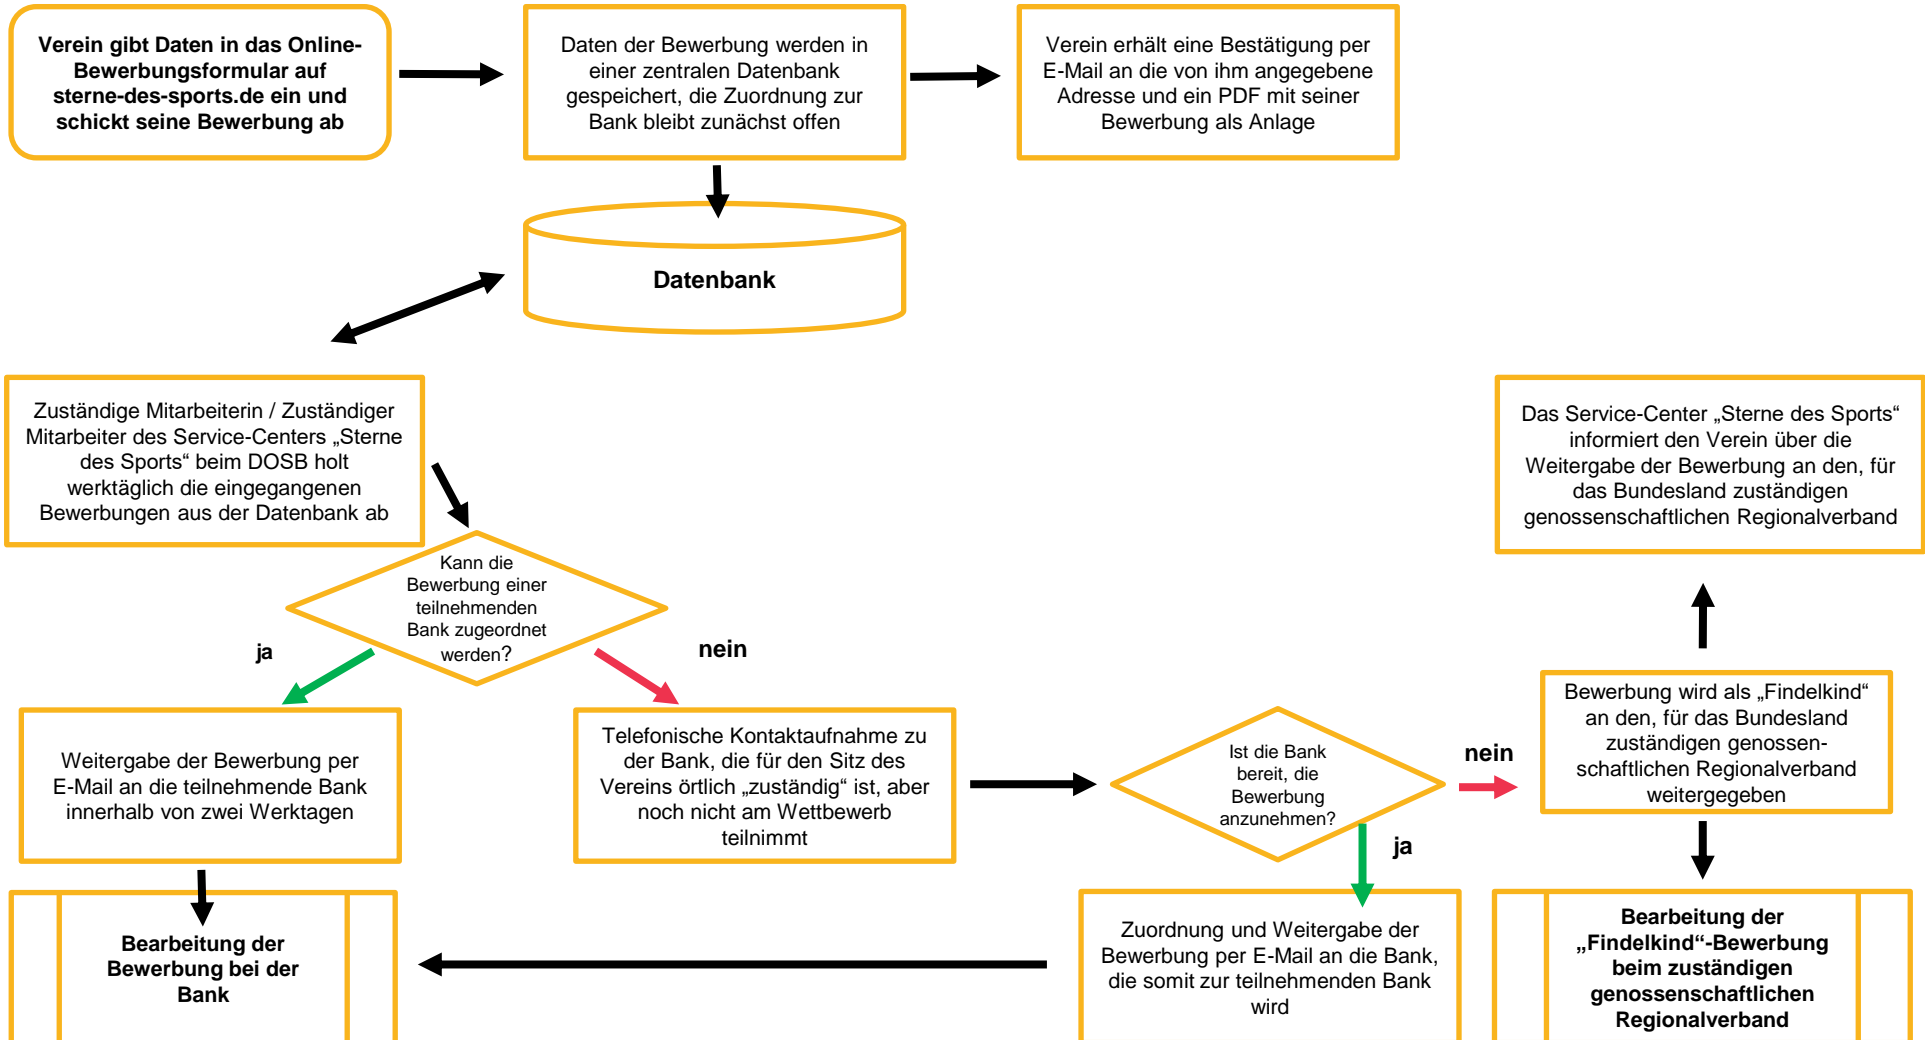 Verein gibt Daten in das Online-
Bewerbungsformular auf
sterne-des-sports.de ein und
schickt seine Bewerbung ab
Daten der Bewerbung werden in
einer zentralen Datenbank
gespeichert, die Zuordnung zur
Bank bleibt zunächst offen
Verein erhält eine Bestätigung per
E-Mail an die von ihm angegebene
Adresse und ein PDF mit seiner
Bewerbung als Anlage
Datenbank
Zuständige Mitarbeiterin / Zuständiger
Mitarbeiter des Service-Centers „Sterne
des Sports“ beim DOSB holt
werktäglich die eingegangenen
Bewerbungen aus der Datenbank ab
Das Service-Center „Sterne des Sports“
informiert den Verein über die
Weitergabe der Bewerbung an den, für
das Bundesland zuständigen
genossenschaftlichen Regionalverband
Kann die
Bewerbung einer
teilnehmenden
Bank zugeordnet
werden?
ja
nein
Weitergabe der Bewerbung per
E-Mail an die teilnehmende Bank
innerhalb von zwei Werktagen
Telefonische Kontaktaufnahme zu
der Bank, die für den Sitz des
Vereins örtlich „zuständig“ ist, aber
noch nicht am Wettbewerb
teilnimmt
Ist die Bank
bereit, die
Bewerbung
anzunehmen?
nein
ja
Bewerbung wird als „Findelkind“
an den, für das Bundesland
zuständigen genossen-
schaftlichen Regionalverband
weitergegeben
Bearbeitung der
Bewerbung bei der
Bank
Zuordnung und Weitergabe der
Bewerbung per E-Mail an die Bank,
die somit zur teilnehmenden Bank
wird
Bearbeitung der
„Findelkind“-Bewerbung
beim zuständigen
genossenschaftlichen
Regionalverband